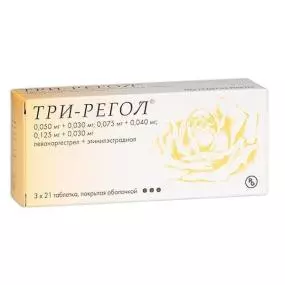 ТРИ-РЕГОЛ®
0,050 мг + 0,030 мг; 0,075 мг + 0,040 мг;
0,125 мг + 0,030 мг
левоноргестрел + этинилэстрадиол
3 x 21 таблетка, покрытая оболочкой